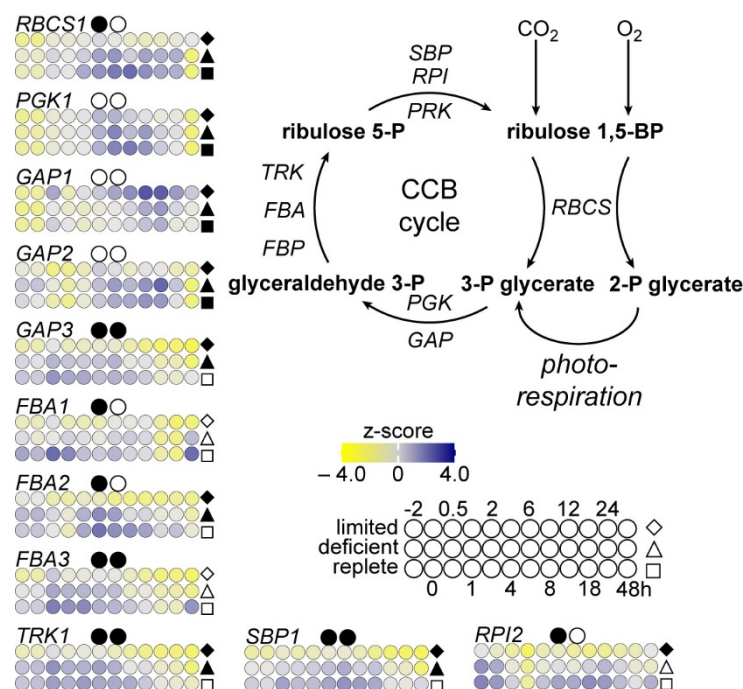 RBCS1
PGK1
GAP1
GAP2
GAP3
FBA1
FBA2
FBA3
TRK1
SBP1
RPI2
CO2
O2
SBP
RPI
PRK
ribulose 5-P
ribulose 1,5-BP
TRK
FBA
FBP
CCB
cycle
RBCS
glyceraldehyde 3-P
3-P glycerate
2-P glycerate
PGK
GAP
photo-
respiration
z-score
– 4.0 0 4.0
-2 0.5 2 6 12 24
limited
deficient
replete
0 1 4 8 18 48h